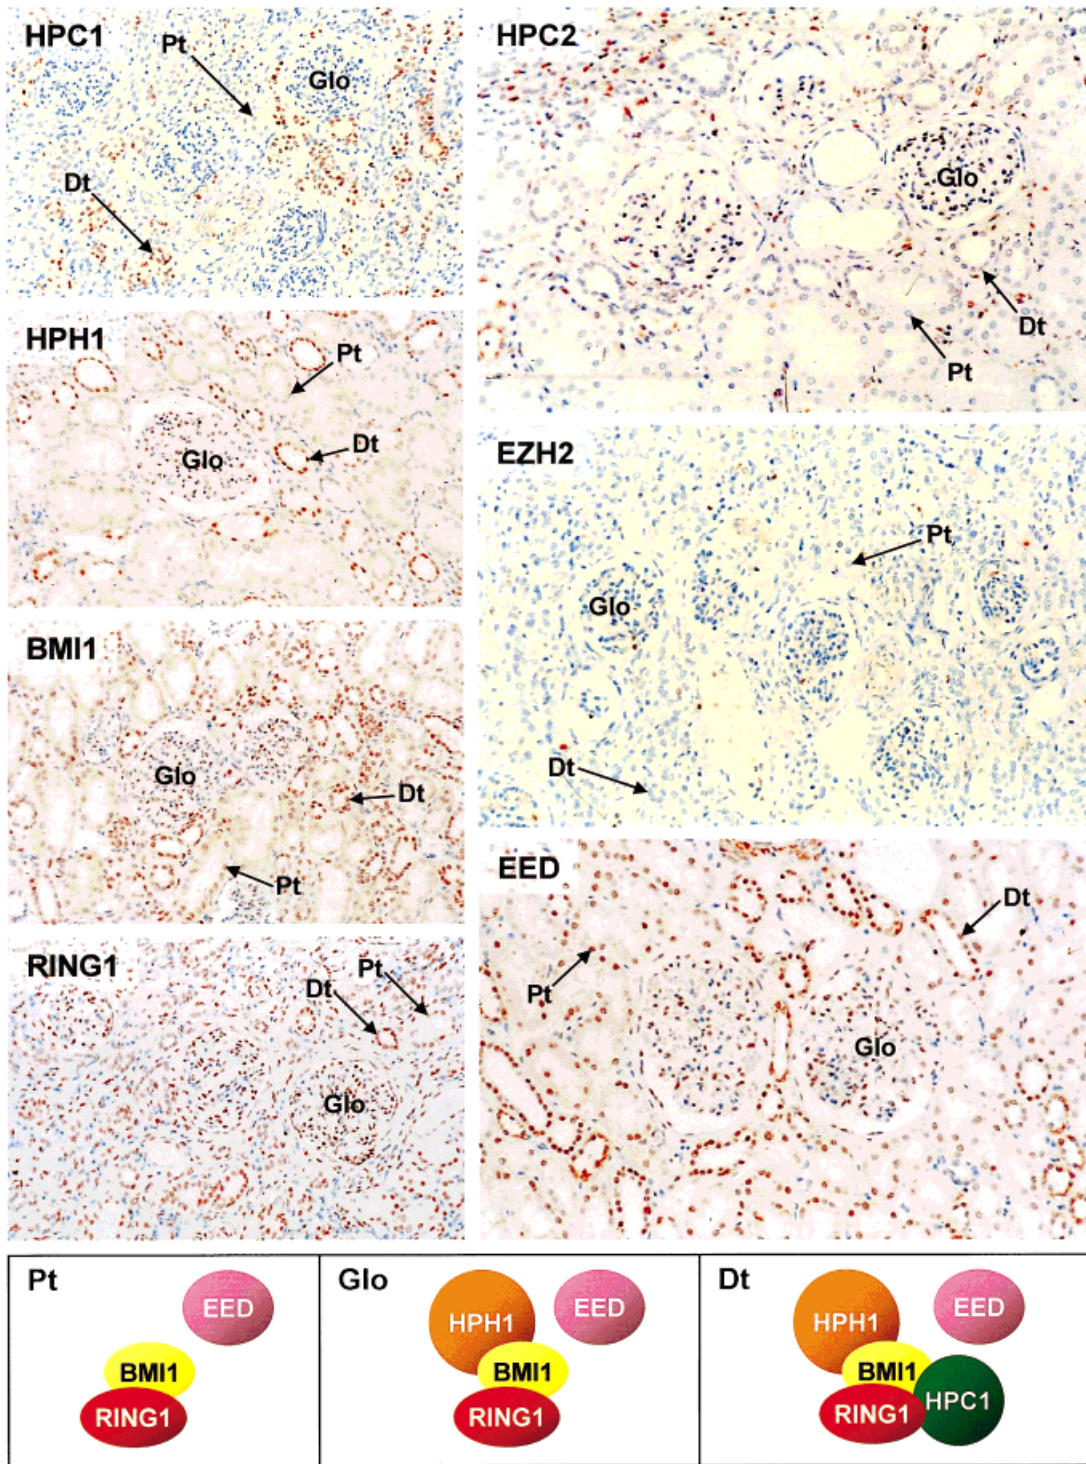 HPC1
Pt
Glo
Dt
HPC2
Glo
Dt
Pt
HPH1
Pt
Dt
Glo
EZH2
Pt
Glo
Dt
BMI1
Glo
Dt
Pt
EED
Dt
Pt
Glo
RING1
Pt
Dt
Glo
Pt
EED
BMI1
RING1
Glo
HPH1
EED
BMI1
RING1
Dt
HPH1
EED
BMI1
RING1
HPC1